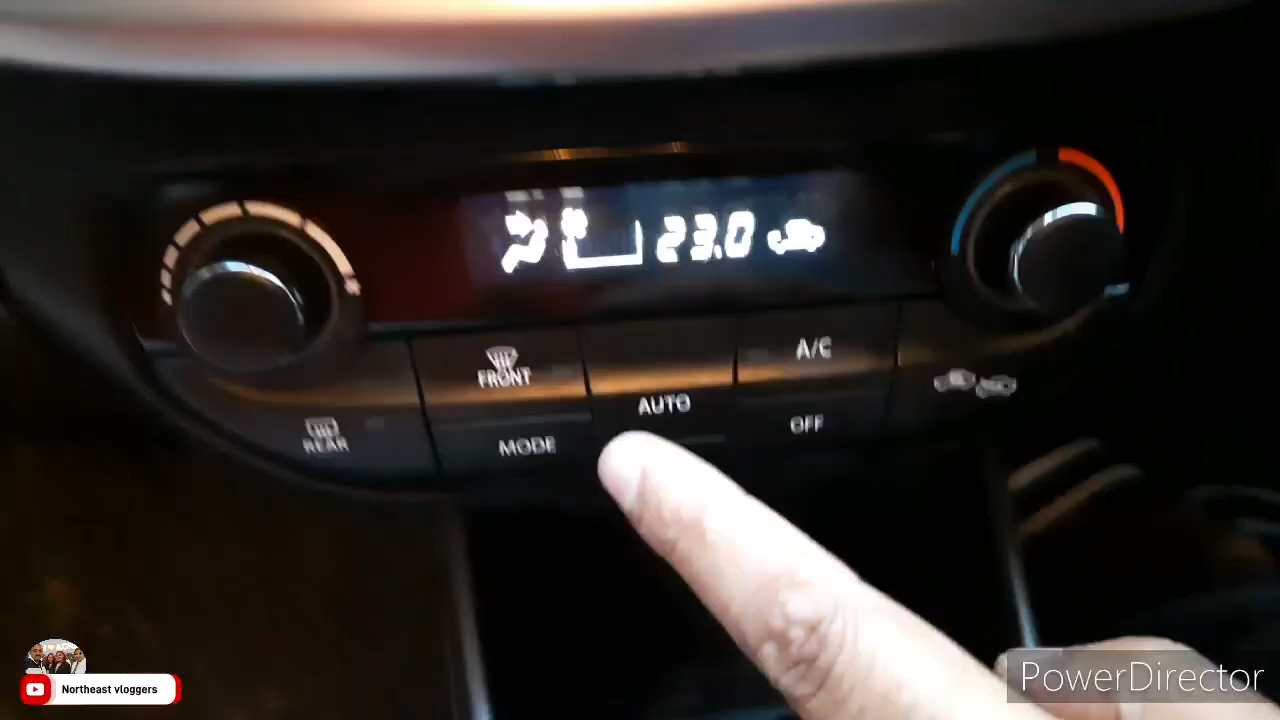 23.0
FRONT
A/C
AUTO
REAR
MODE
OFF
Northeast vloggers
PowerDirector